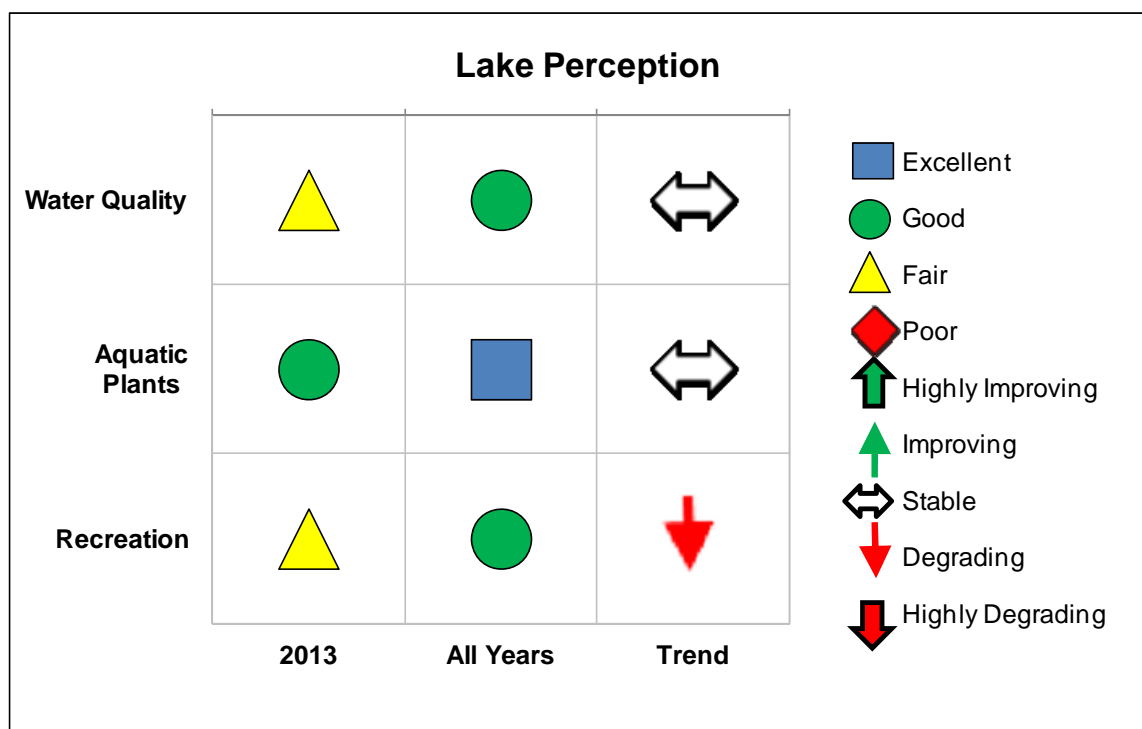 Lake Perception
Water Quality
Aquatic
Plants
Recreation
2013
All Years
Trend
Excellent
Good
Fair
Poor
Highly Improving
Improving
Stable
Degrading
Highly Degrading